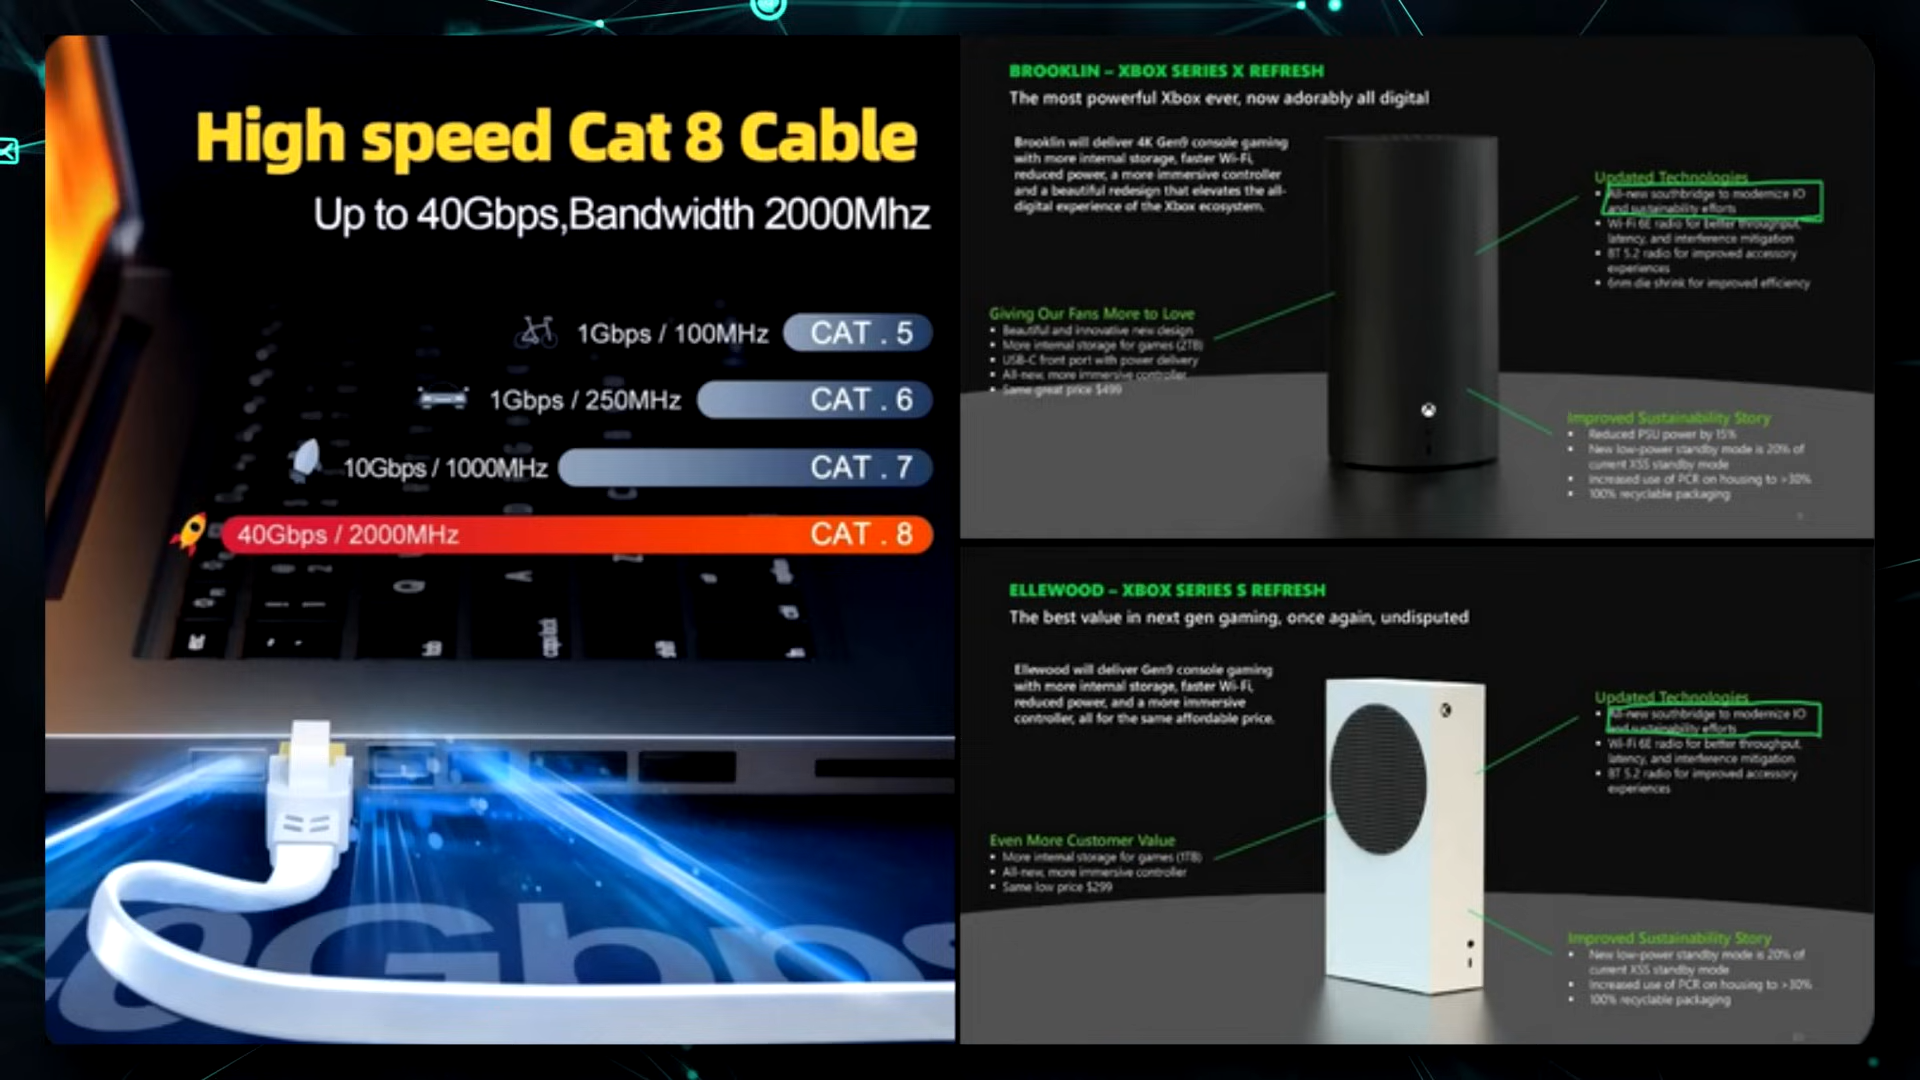 High speed Cat 8 Cable
Up to 40Gbps,Bandwidth 2000Mhz
1Gbps / 100MHz CAT . 5
1Gbps / 250MHz CAT . 6
10Gbps / 1000MHz CAT . 7
40Gbps / 2000MHz CAT . 8
BROOKLIN – XBOX SERIES X REFRESH
The most powerful Xbox ever, now adorably all digital
Brooklin will deliver 4K Gen9 console gaming
with more internal storage, faster Wi-Fi,
reduced power, a more immersive controller
and a beautiful redesign that elevates the all-
digital experience of the Xbox ecosystem.
Updated Technologies
All-new southbridge to modernize IO
and sustainability efforts
Wi-Fi 6E radio for better throughput,
latency, and interference mitigation
BT 5.2 radio for improved accessory
experiences
6nm die shrink for improved efficiency
Giving Our Fans More to Love
Beautiful and innovative new design
More internal storage for games (2TB)
USB-C front port with power delivery
All-new, more immersive controller
Same great price $499
Improved Sustainability Story
Reduced PSU power by 15%
New low-power standby mode is 20% of
current XSS standby mode
Increased use of PCR on housing to >30%
100% recyclable packaging
ELLEWOOD – XBOX SERIES S REFRESH
The best value in next gen gaming, once again, undisputed
Ellewood will deliver Gen9 console gaming
with more internal storage, faster Wi-Fi,
reduced power, and a more immersive
controller, all for the same affordable price.
Updated Technologies
All-new southbridge to modernize IO
and sustainability efforts
Wi-Fi 6E radio for better throughput,
latency, and interference mitigation
BT 5.2 radio for improved accessory
experiences
Even More Customer Value
More internal storage for games (1TB)
All-new, more immersive controller
Same low price $299
Improved Sustainability Story
New low-power standby mode is 20% of
current XSS standby mode
Increased use of PCR on housing to >30%
100% recyclable packaging